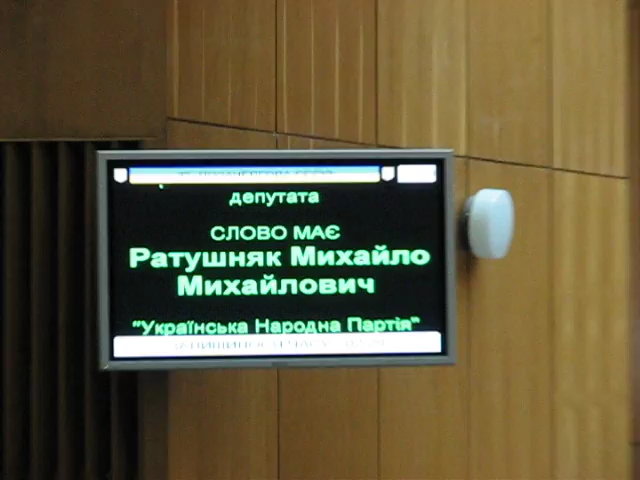 депутата
СЛОВО МАЄ
Ратушняк Михайло
Михайлович
"Українська Народна Партія"